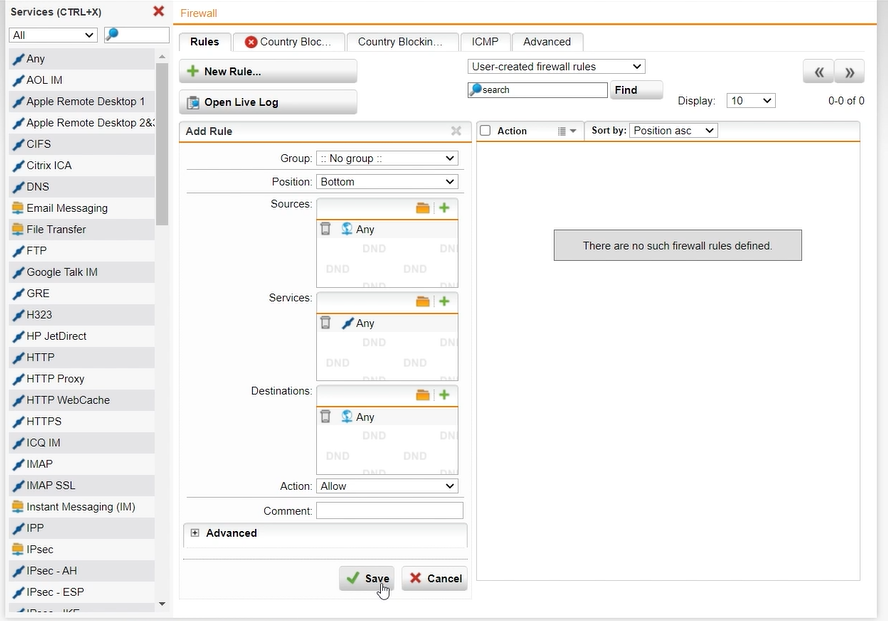 Services (CTRL+X)
All
Any
AOL IM
Apple Remote Desktop 1
Apple Remote Desktop 2&3
CIFS
Citrix ICA
DNS
Email Messaging
File Transfer
FTP
Google Talk IM
GRE
H323
HP JetDirect
HTTP
HTTP Proxy
HTTP WebCache
HTTPS
ICQ IM
IMAP
IMAP SSL
Instant Messaging (IM)
IPP
IPsec
IPsec - AH
IPsec - ESP
IPsec - IKE
Firewall
Rules
Country Bloc...
Country Blockin...
ICMP
Advanced
New Rule...
Open Live Log
User-created firewall rules
search
Find
Display: 10
« »
0-0 of 0
Add Rule
Group: :: No group ::
Position: Bottom
Sources:
Any
DND DND
DND DND
Services:
Any
DND DND
DND DND
Destinations:
Any
DND DND
DND DND
Action: Allow
Comment:
Advanced
Save
Cancel
Action
Sort by: Position asc
There are no such firewall rules defined.